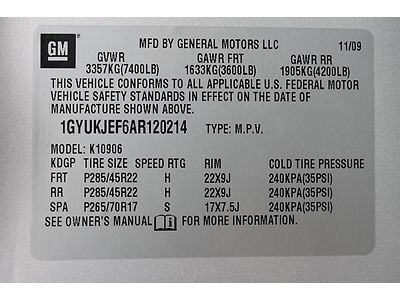 GM
MFD BY GENERAL MOTORS LLC 11/09
GVWR GAWR FRT GAWR RR
3357KG(7400LB) 1633KG(3600LB) 1905KG(4200LB)
THIS VEHICLE CONFORMS TO ALL APPLICABLE U.S. FEDERAL MOTOR
VEHICLE SAFETY STANDARDS IN EFFECT ON THE DATE OF
MANUFACTURE SHOWN ABOVE.
1GYUKJEF6AR120214 TYPE: M.P.V.
MODEL: K10906
KDGP TIRE SIZE SPEED RTG RIM COLD TIRE PRESSURE
FRT P285/45R22 H 22X9J 240KPA(35PSI)
RR P285/45R22 H 22X9J 240KPA(35PSI)
SPA P265/70R17 S 17X7.5J 240KPA(35PSI)
SEE OWNER'S MANUAL FOR MORE INFORMATION.